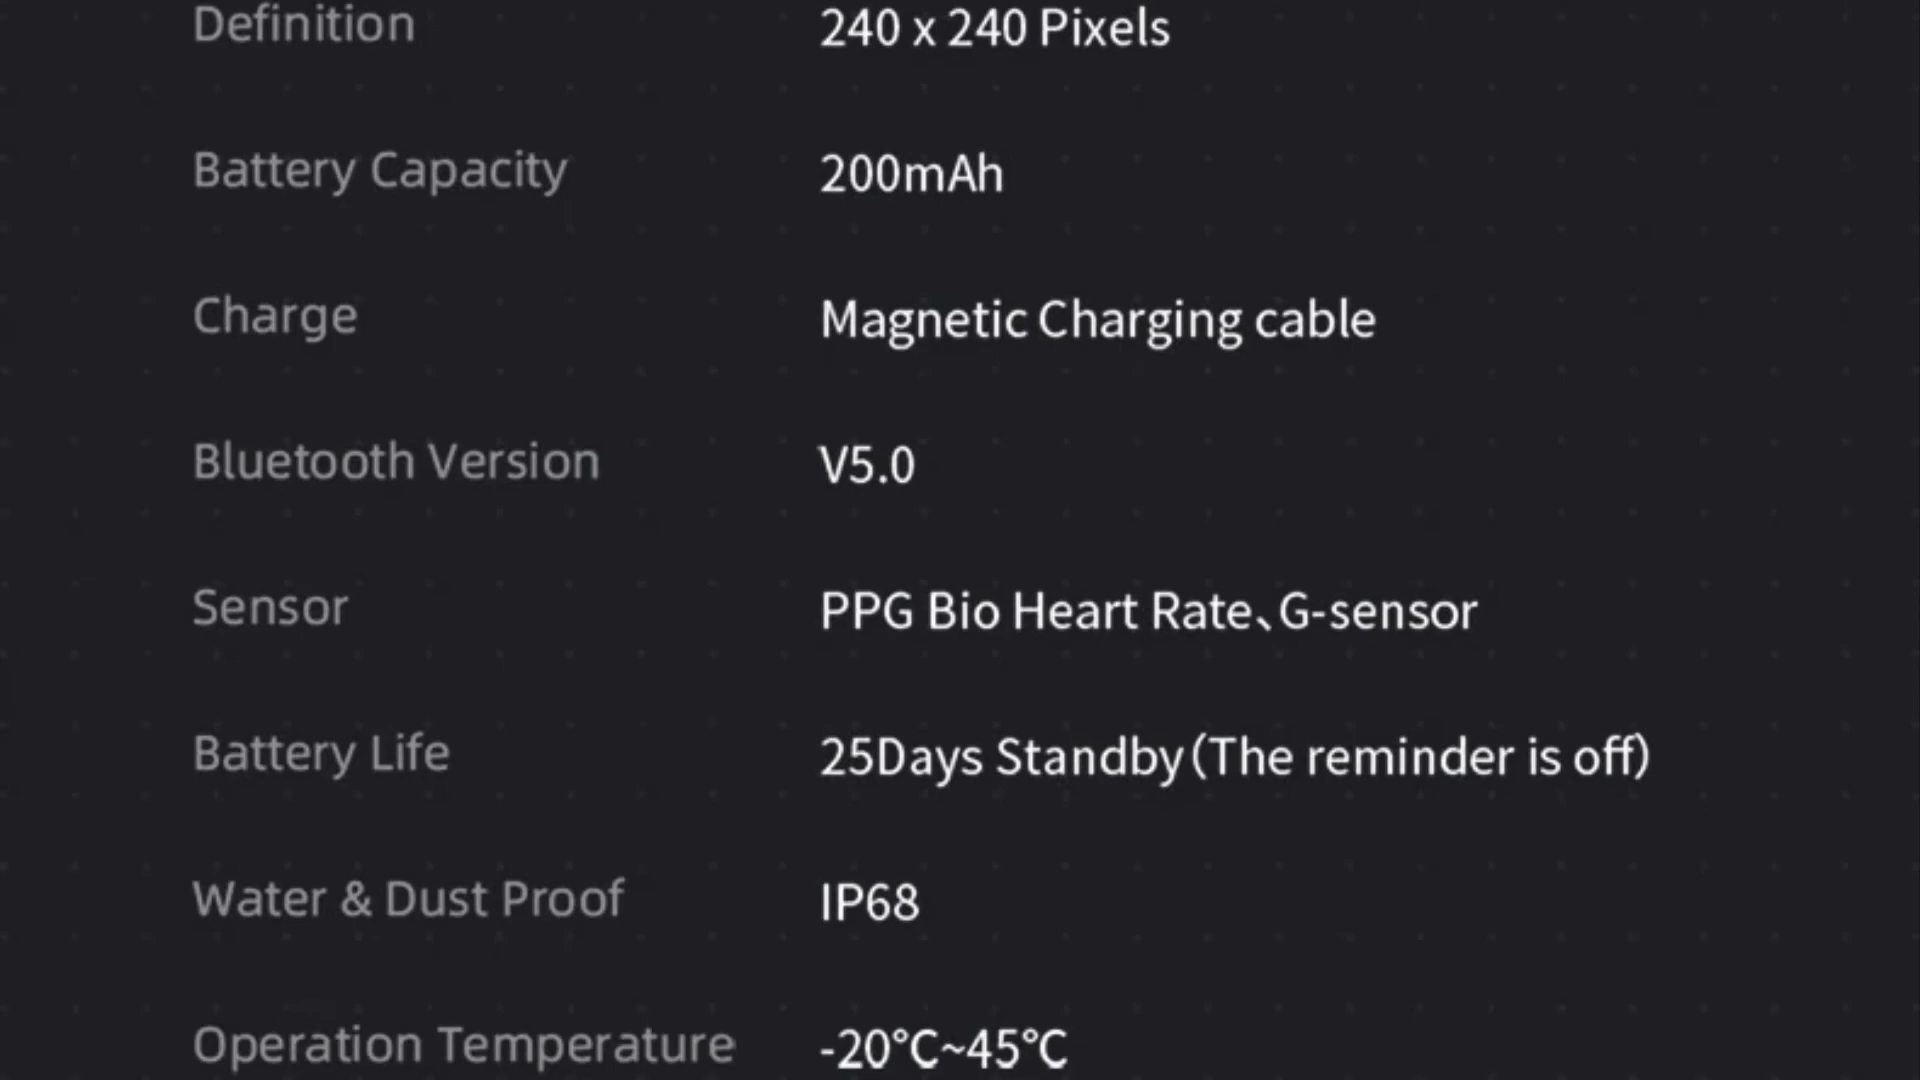 Definition 240 x 240 Pixels
Battery Capacity 200mAh
Charge Magnetic Charging cable
Bluetooth Version V5.0
Sensor PPG Bio Heart Rate、G-sensor
Battery Life 25Days Standby（The reminder is off）
Water & Dust Proof IP68
Operation Temperature -20°C~45°C